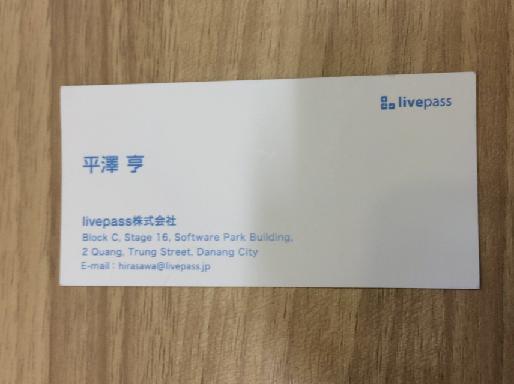 livepass
平澤 亨
livepass株式会社
Block C, Stage 16, Software Park Building,
2 Quang, Trung Street, Danang City
E-mail : hirasawa@livepass.jp